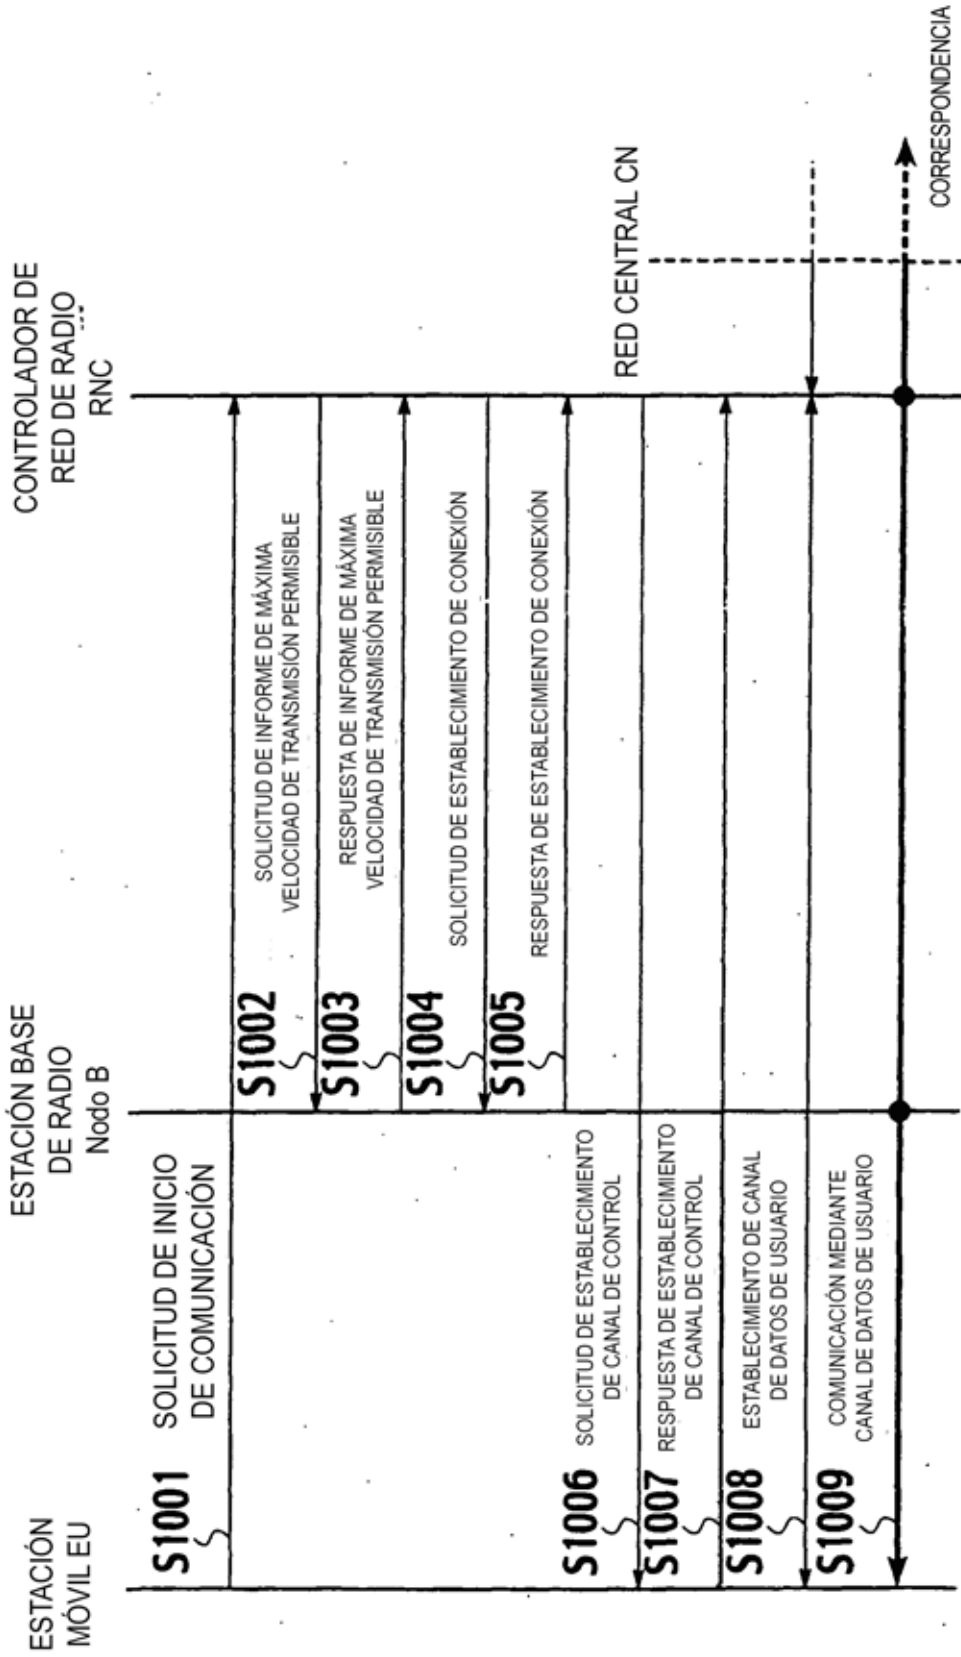 ESTACIÓN
MÓVIL EU
ESTACIÓN BASE
DE RADIO
Nodo B
CONTROLADOR DE
RED DE RADIO
RNC
S1001
SOLICITUD DE INICIO
DE COMUNICACIÓN
S1002
SOLICITUD DE INFORME DE MÁXIMA
VELOCIDAD DE TRANSMISIÓN PERMISIBLE
S1003
RESPUESTA DE INFORME DE MÁXIMA
VELOCIDAD DE TRANSMISIÓN PERMISIBLE
S1004
SOLICITUD DE ESTABLECIMIENTO DE CONEXIÓN
S1005
RESPUESTA DE ESTABLECIMIENTO DE CONEXIÓN
S1006
SOLICITUD DE ESTABLECIMIENTO
DE CANAL DE CONTROL
RED CENTRAL CN
S1007
RESPUESTA DE ESTABLECIMIENTO
DE CANAL DE CONTROL
S1008
ESTABLECIMIENTO DE CANAL
DE DATOS DE USUARIO
S1009
COMUNICACIÓN MEDIANTE
CANAL DE DATOS DE USUARIO
CORRESPONDENCIA